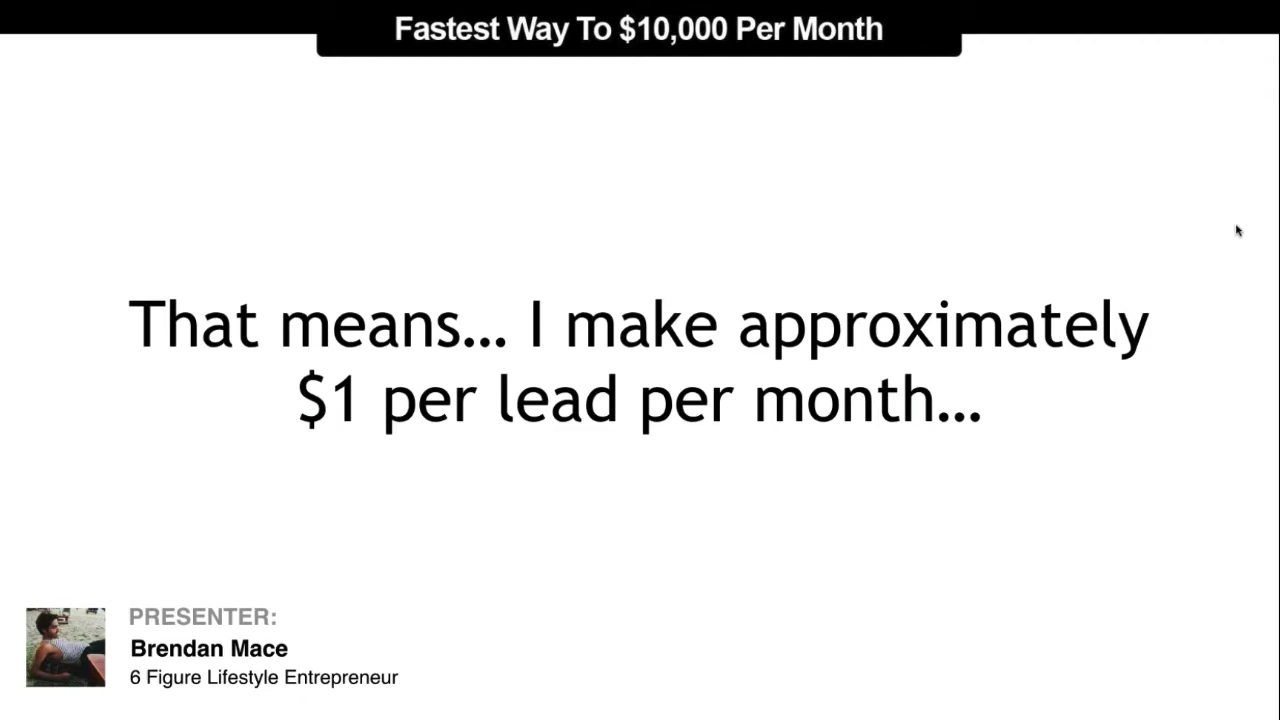 Fastest Way To $10,000 Per Month
That means... I make approximately
$1 per lead per month...
PRESENTER:
Brendan Mace
6 Figure Lifestyle Entrepreneur